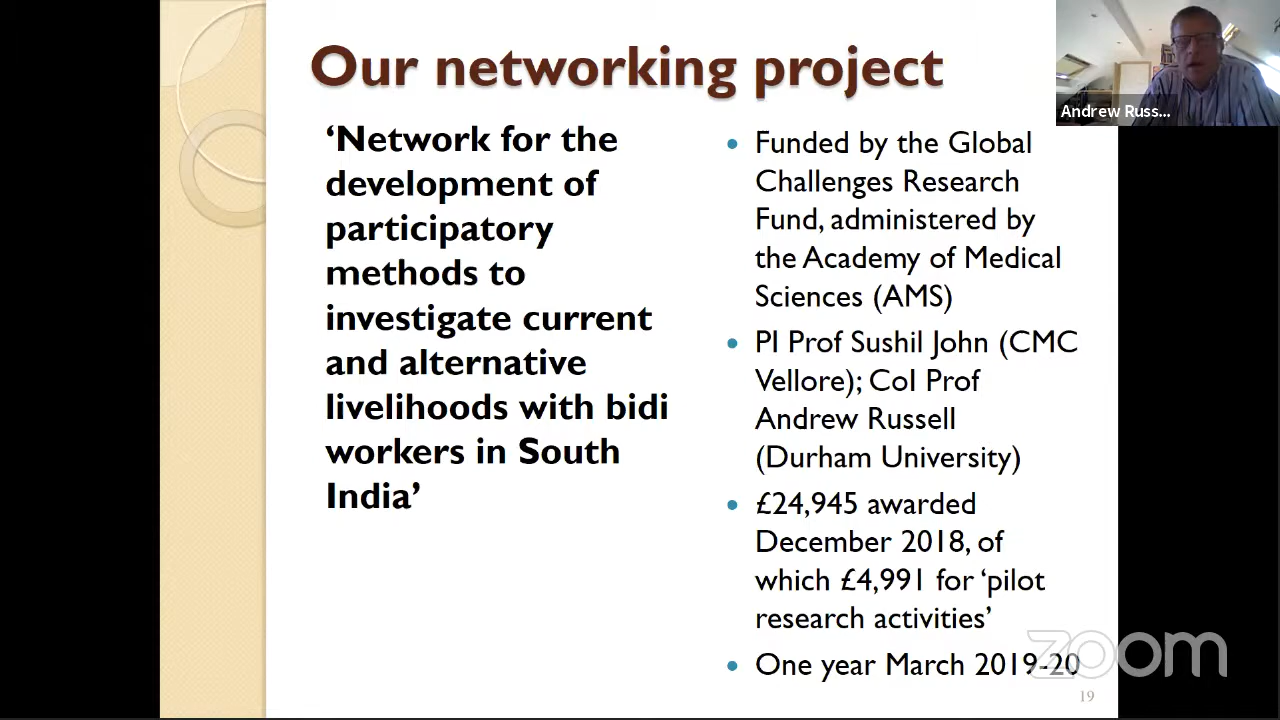 Our networking project
‘Network for the
development of
participatory
methods to
investigate current
and alternative
livelihoods with bidi
workers in South
India’
Funded by the Global
Challenges Research
Fund, administered by
the Academy of Medical
Sciences (AMS)
PI Prof Sushil John (CMC
Vellore); CoI Prof
Andrew Russell
(Durham University)
£24,945 awarded
December 2018, of
which £4,991 for ‘pilot
research activities’
One year March 2019-20
19
Andrew Russ...
zoom